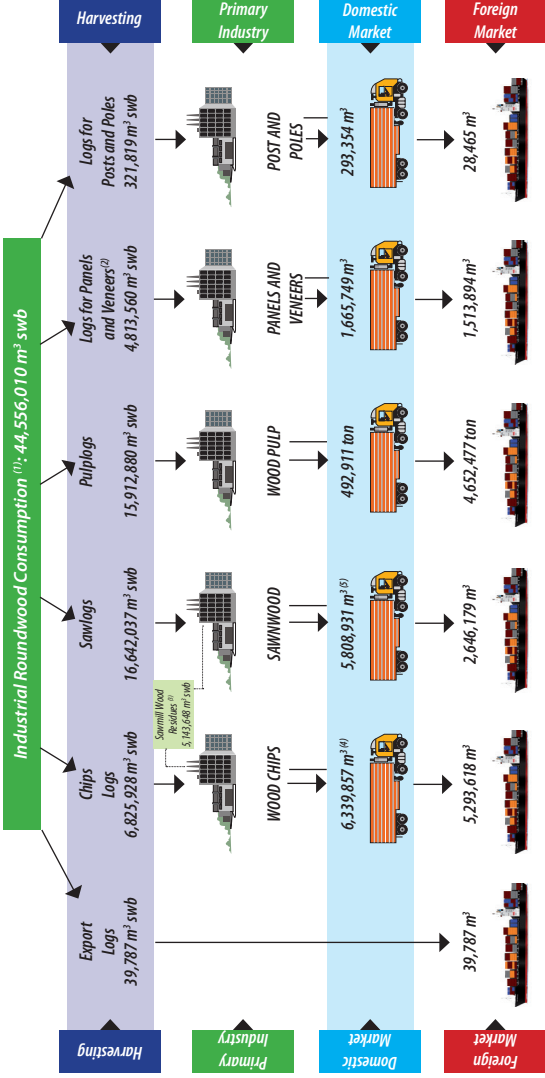 Industrial Roundwood Consumption (1): 44,556,010 m³ swb
Harvesting
Export
Logs
39,787 m³ swb
Chips
Logs
6,825,928 m³ swb
Sawlogs
16,642,037 m³ swb
Pulplogs
15,912,880 m³ swb
Logs for Panels
and Veneers(2)
4,813,560 m³ swb
Logs for
Posts and Poles
321,819 m³ swb
Harvesting
Primary
Industry
Sawmill Wood
Residues (3)
5,143,648 m³ swb
WOOD CHIPS
SAWNWOOD
WOOD PULP
PANELS AND
VENEERS
POST AND
POLES
Primary
Industry
Domestic
Market
6,339,857 m³ (4)
5,808,931 m³ (5)
492,911 ton
1,665,749 m³
293,354 m³
Domestic
Market
Foreign
Market
39,787 m³
5,293,618 m³
2,646,179 m³
4,652,477 ton
1,513,894 m³
28,465 m³
Foreign
Market